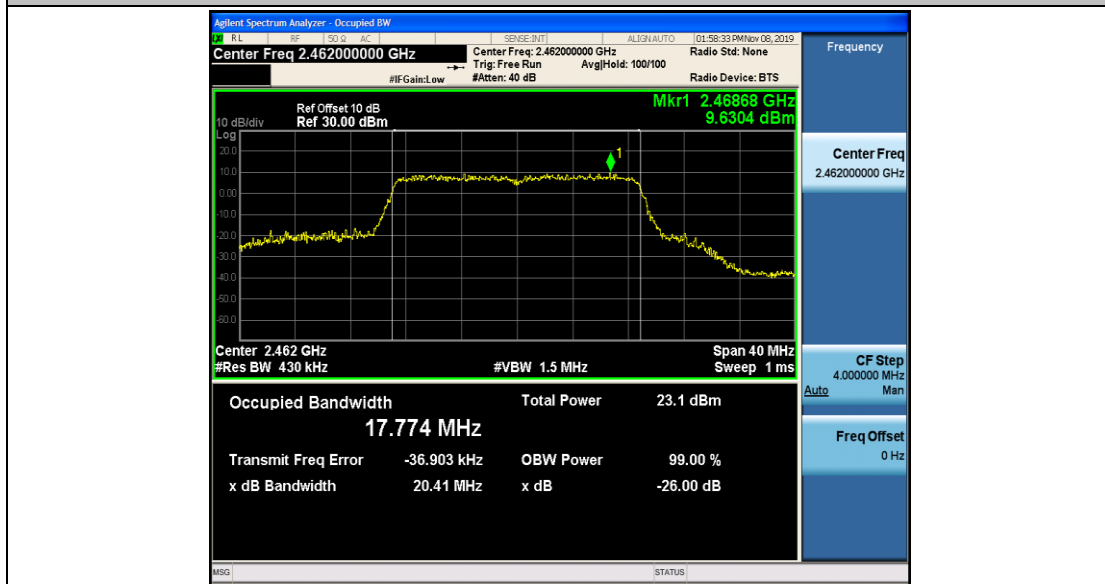 Agilent Spectrum Analyzer - Occupied BW
RL RF 50 Ω AC SENSE:INT ALIGNAUTO 01:58:33 PM Nov 08, 2019
Center Freq 2.462000000 GHz
Center Freq: 2.462000000 GHz
Radio Std: None
Trig: Free Run Avg|Hold: 100/100
#IFGain:Low
#Atten: 40 dB
Radio Device: BTS
Frequency
Ref Offset 10 dB
10 dB/div Ref 30.00 dBm
Mkr1 2.46868 GHz
9.6304 dBm
Log
20.0
10.0
0.00
-10.0
-20.0
-30.0
-40.0
-50.0
-60.0
1
Center 2.462 GHz
Span 40 MHz
#Res BW 430 kHz
#VBW 1.5 MHz
Sweep 1 ms
Occupied Bandwidth
17.774 MHz
Total Power 23.1 dBm
Transmit Freq Error -36.903 kHz
OBW Power 99.00 %
x dB Bandwidth 20.41 MHz
x dB -26.00 dB
Center Freq
2.462000000 GHz
CF Step
4.000000 MHz
Auto Man
Freq Offset
0 Hz
MSG
STATUS